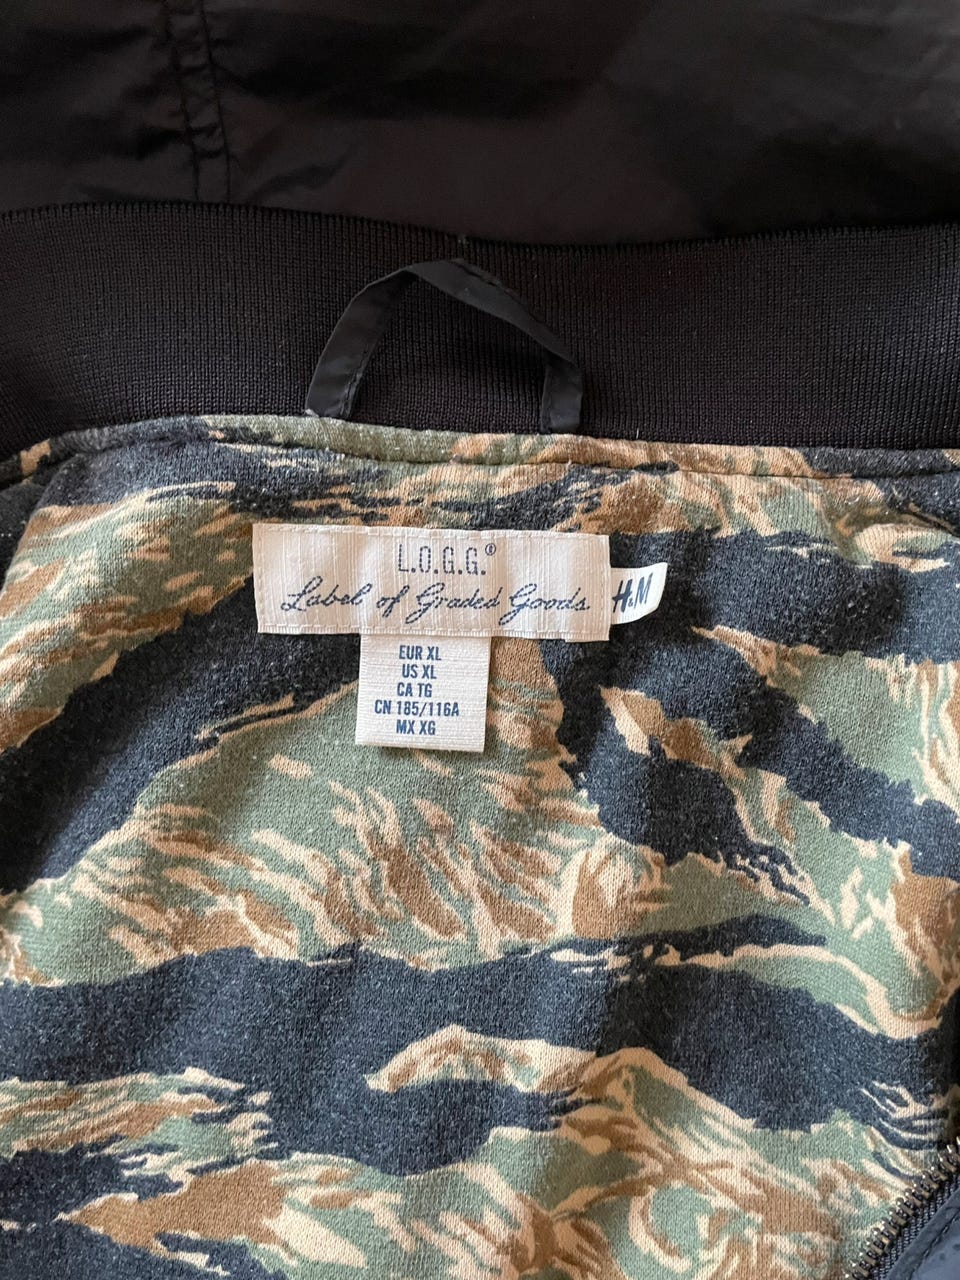 L.O.G.G.®
Label of Graded Goods
H&M
EUR XL
US XL
CA TG
CN 185/116A
MX XG